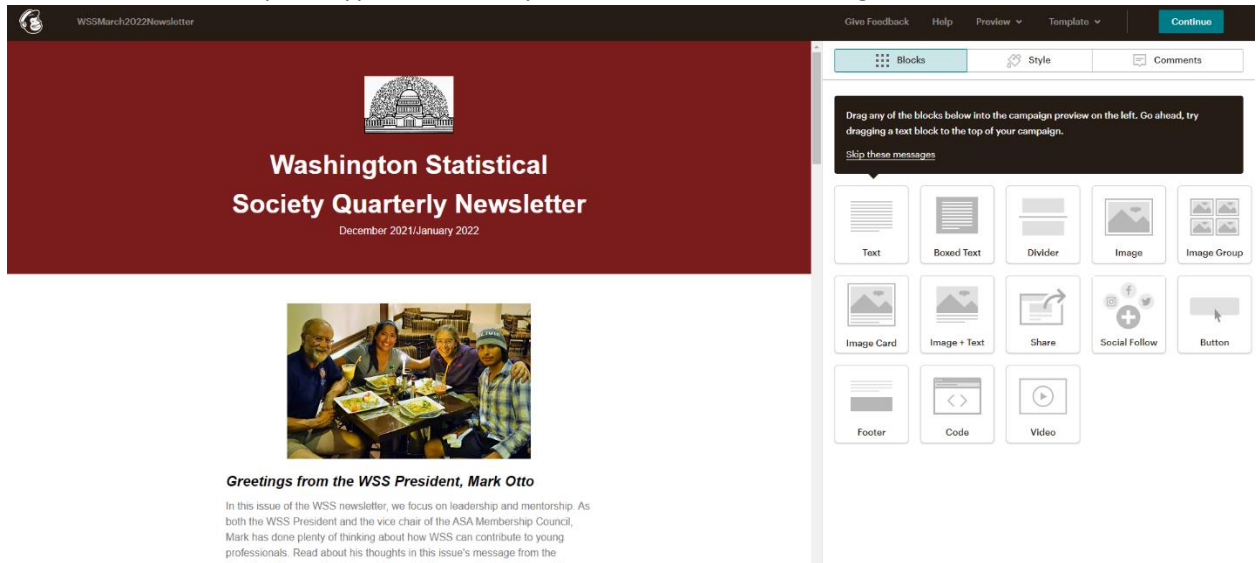 WSSMarch2022Newsletter
Give Feedback Help Preview Template Continue
Blocks Style Comments
Drag any of the blocks below into the campaign preview on the left. Go ahead, try
dragging a text block to the top of your campaign.
Skip these messages
Washington Statistical
Society Quarterly Newsletter
December 2021/January 2022
Text Boxed Text Divider Image Image Group
Image Card Image + Text Share Social Follow Button
Footer Code Video
Greetings from the WSS President, Mark Otto
In this issue of the WSS newsletter, we focus on leadership and mentorship. As
both the WSS President and the vice chair of the ASA Membership Council,
Mark has done plenty of thinking about how WSS can contribute to young
professionals. Read about his thoughts in this issue's message from the